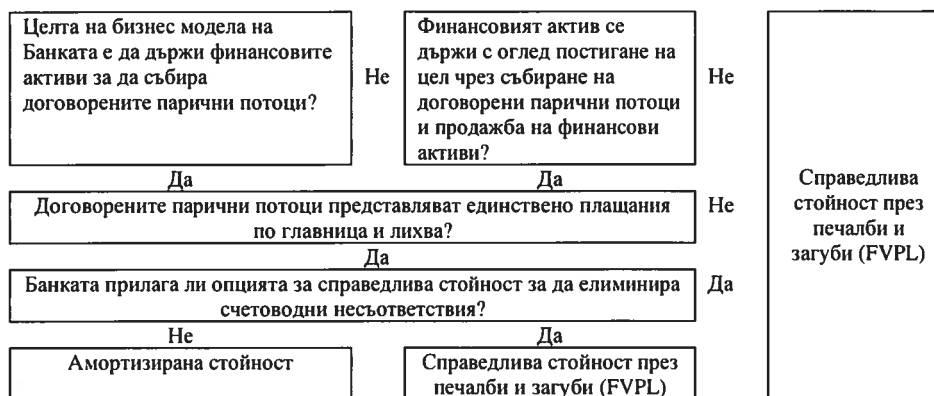 Целта на бизнес модела на
Банката е да държи финансовите
активи за да събира
договорените парични потоци?
Не
Финансовият актив се
държи с оглед постигане на
цел чрез събиране на
договорени парични потоци
и продажба на финансови
активи?
Не
Да
Да
Договорените парични потоци представляват единствено плащания
по главница и лихва?
Не
Да
Банката прилага ли опцията за справедлива стойност за да елиминира
счетоводни несъответствия?
Да
Не
Да
Амортизирана стойност
Справедлива стойност през
печалби и загуби (FVPL)
Справедлива
стойност през
печалби и
загуби (FVPL)